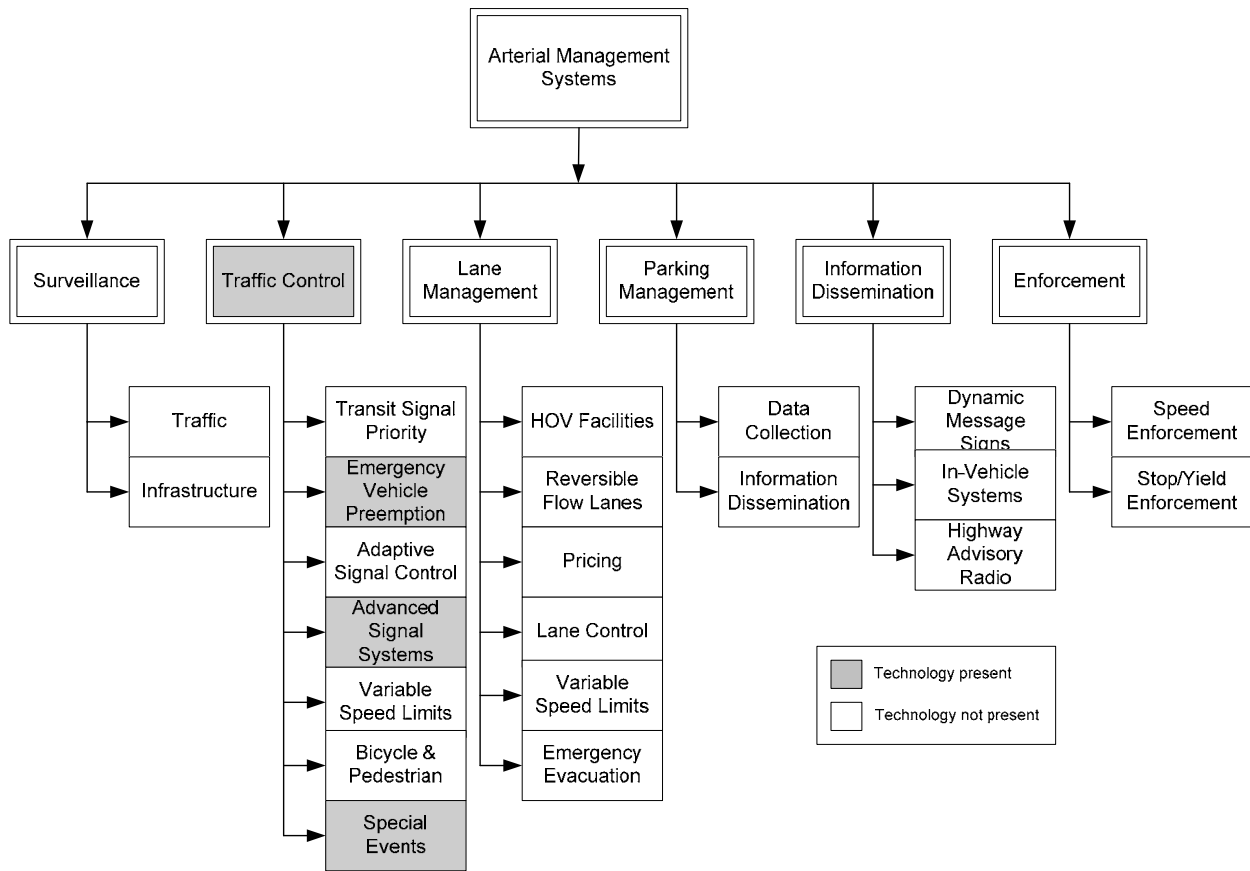 Arterial Management
Systems
Surveillance
Traffic Control
Lane
Management
Parking
Management
Information
Dissemination
Enforcement
Traffic
Infrastructure
Transit Signal
Priority
Emergency
Vehicle
Preemption
Adaptive
Signal Control
Advanced
Signal
Systems
Variable
Speed Limits
Bicycle &
Pedestrian
Special
Events
HOV Facilities
Reversible
Flow Lanes
Pricing
Lane Control
Variable
Speed Limits
Emergency
Evacuation
Data
Collection
Information
Dissemination
Dynamic
Message
Signs
In-Vehicle
Systems
Highway
Advisory
Radio
Speed
Enforcement
Stop/Yield
Enforcement
Technology present
Technology not present